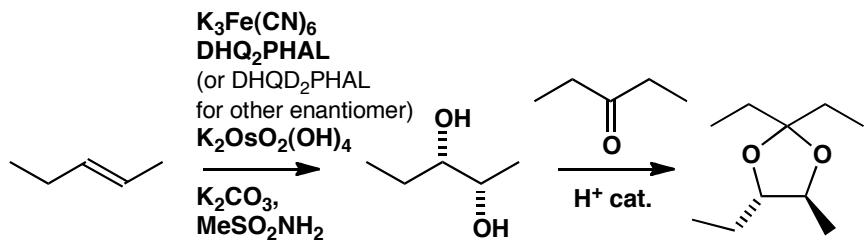 K₃Fe(CN)₆
DHQ₂PHAL
(or DHQD₂PHAL
for other enantiomer)
K₂OsO₂(OH)₄
K₂CO₃,
MeSO₂NH₂
OH
OH
O
H⁺ cat.
O
O